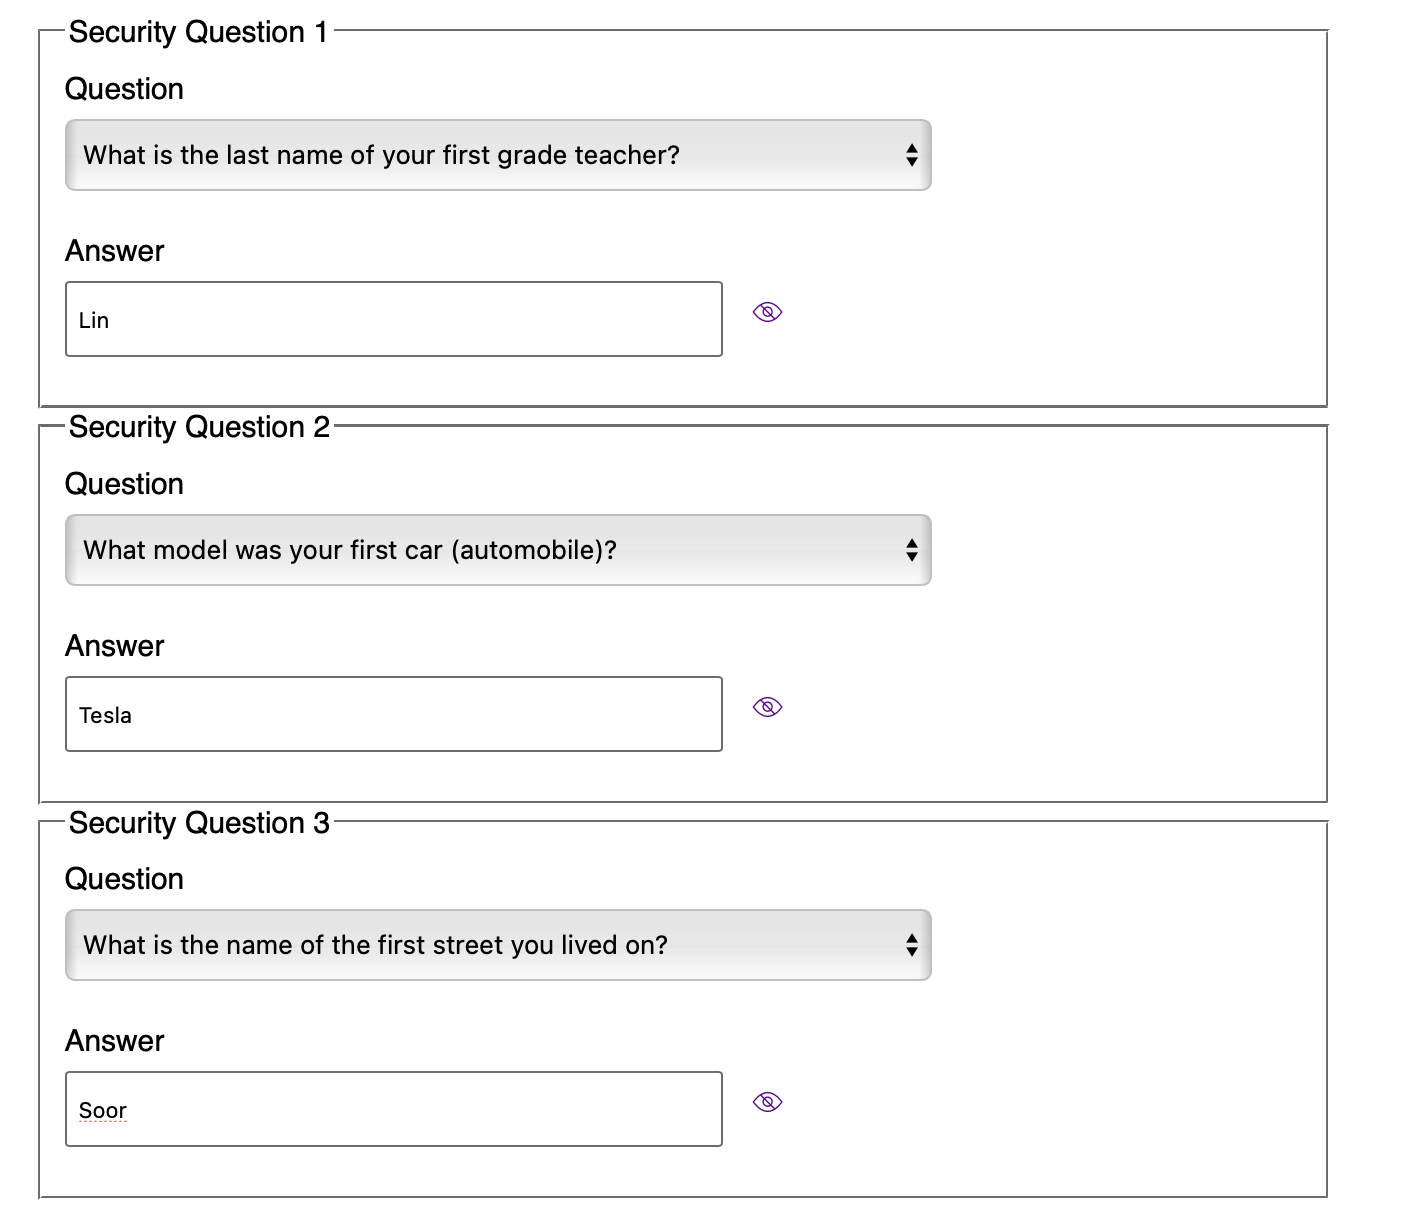 Security Question 1
Question
What is the last name of your first grade teacher?
Answer
Lin
Security Question 2
Question
What model was your first car (automobile)?
Answer
Tesla
Security Question 3
Question
What is the name of the first street you lived on?
Answer
Soor